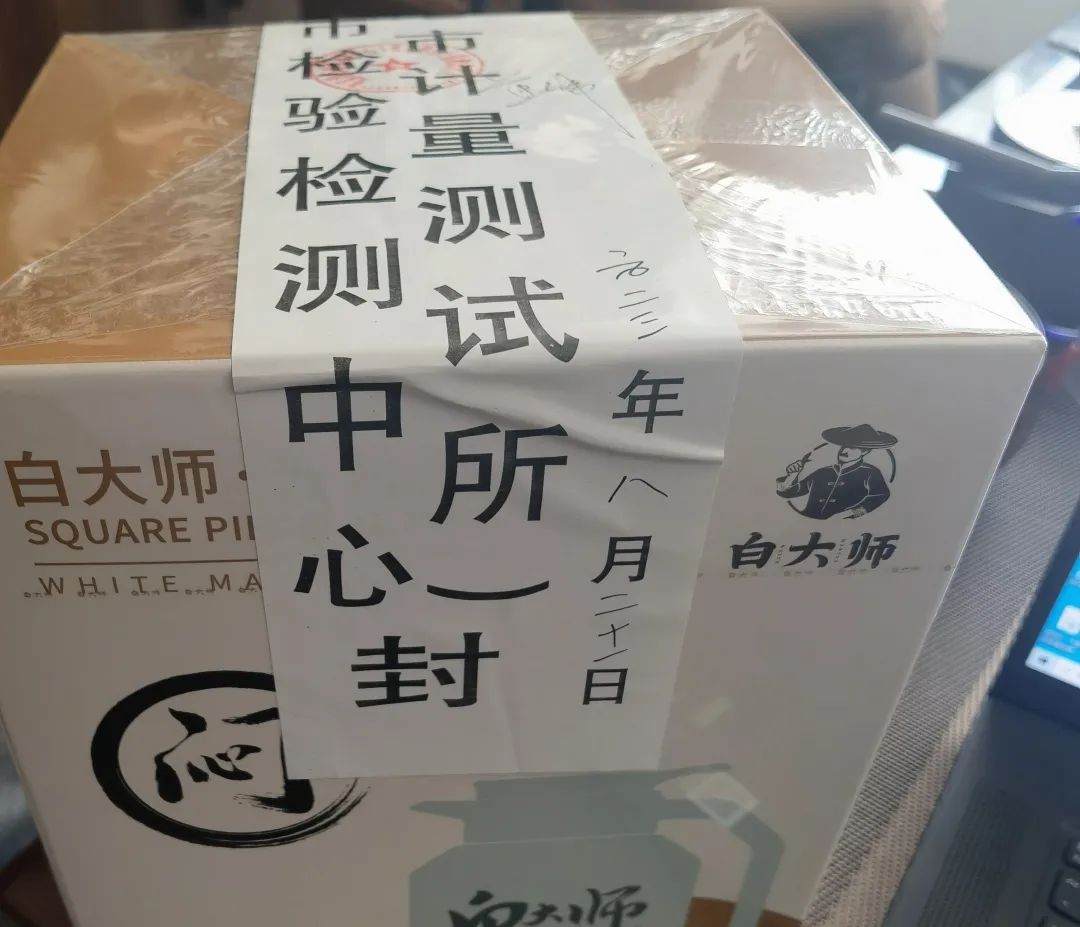 市检验检测中心
市计量测试所）
封
二〇二三年八月二十一日
白大师·
SQUARE PI
WHITE MA
闷
白大师
白大师